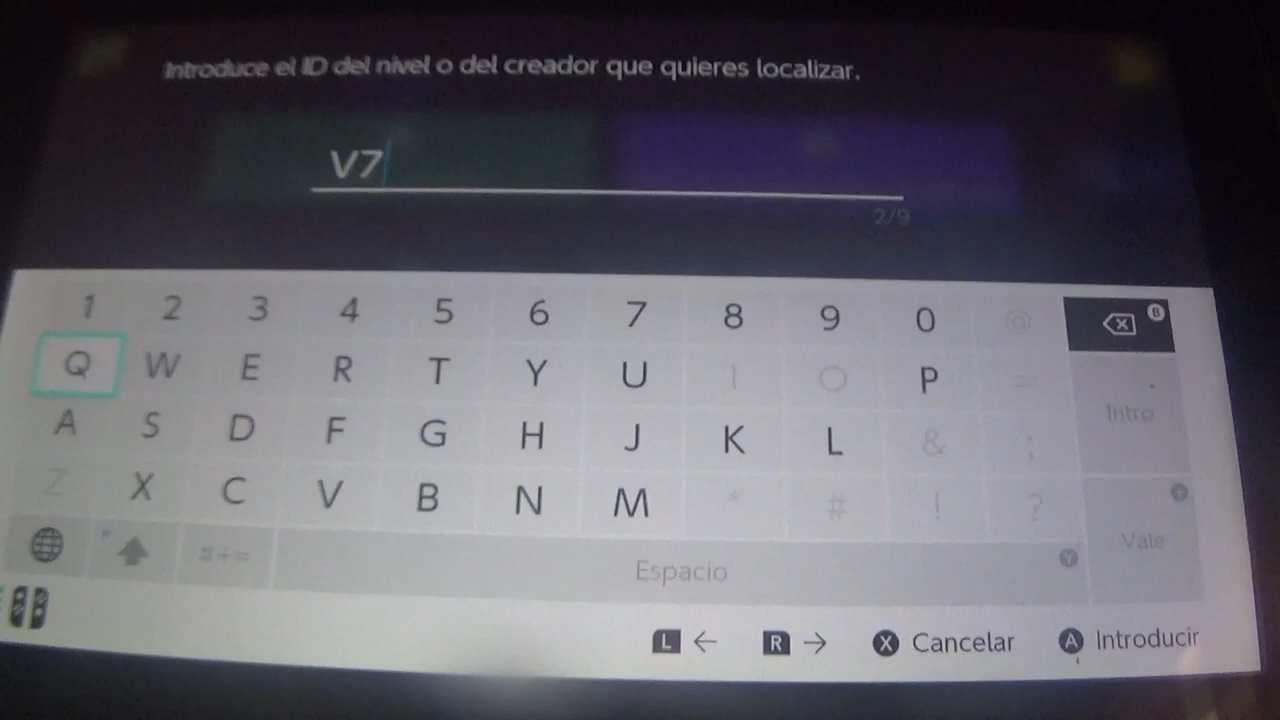 Introduce el ID del nivel o del creador que quieres localizar.
V7
2/9
1 2 3 4 5 6 7 8 9 0 @
Q W E R T Y U I O P =
A S D F G H J K L & ;
Z X C V B N M * # ! ?
Intro
Vale
#+= Espacio Y
B
+
L ← R → X Cancelar A Introducir